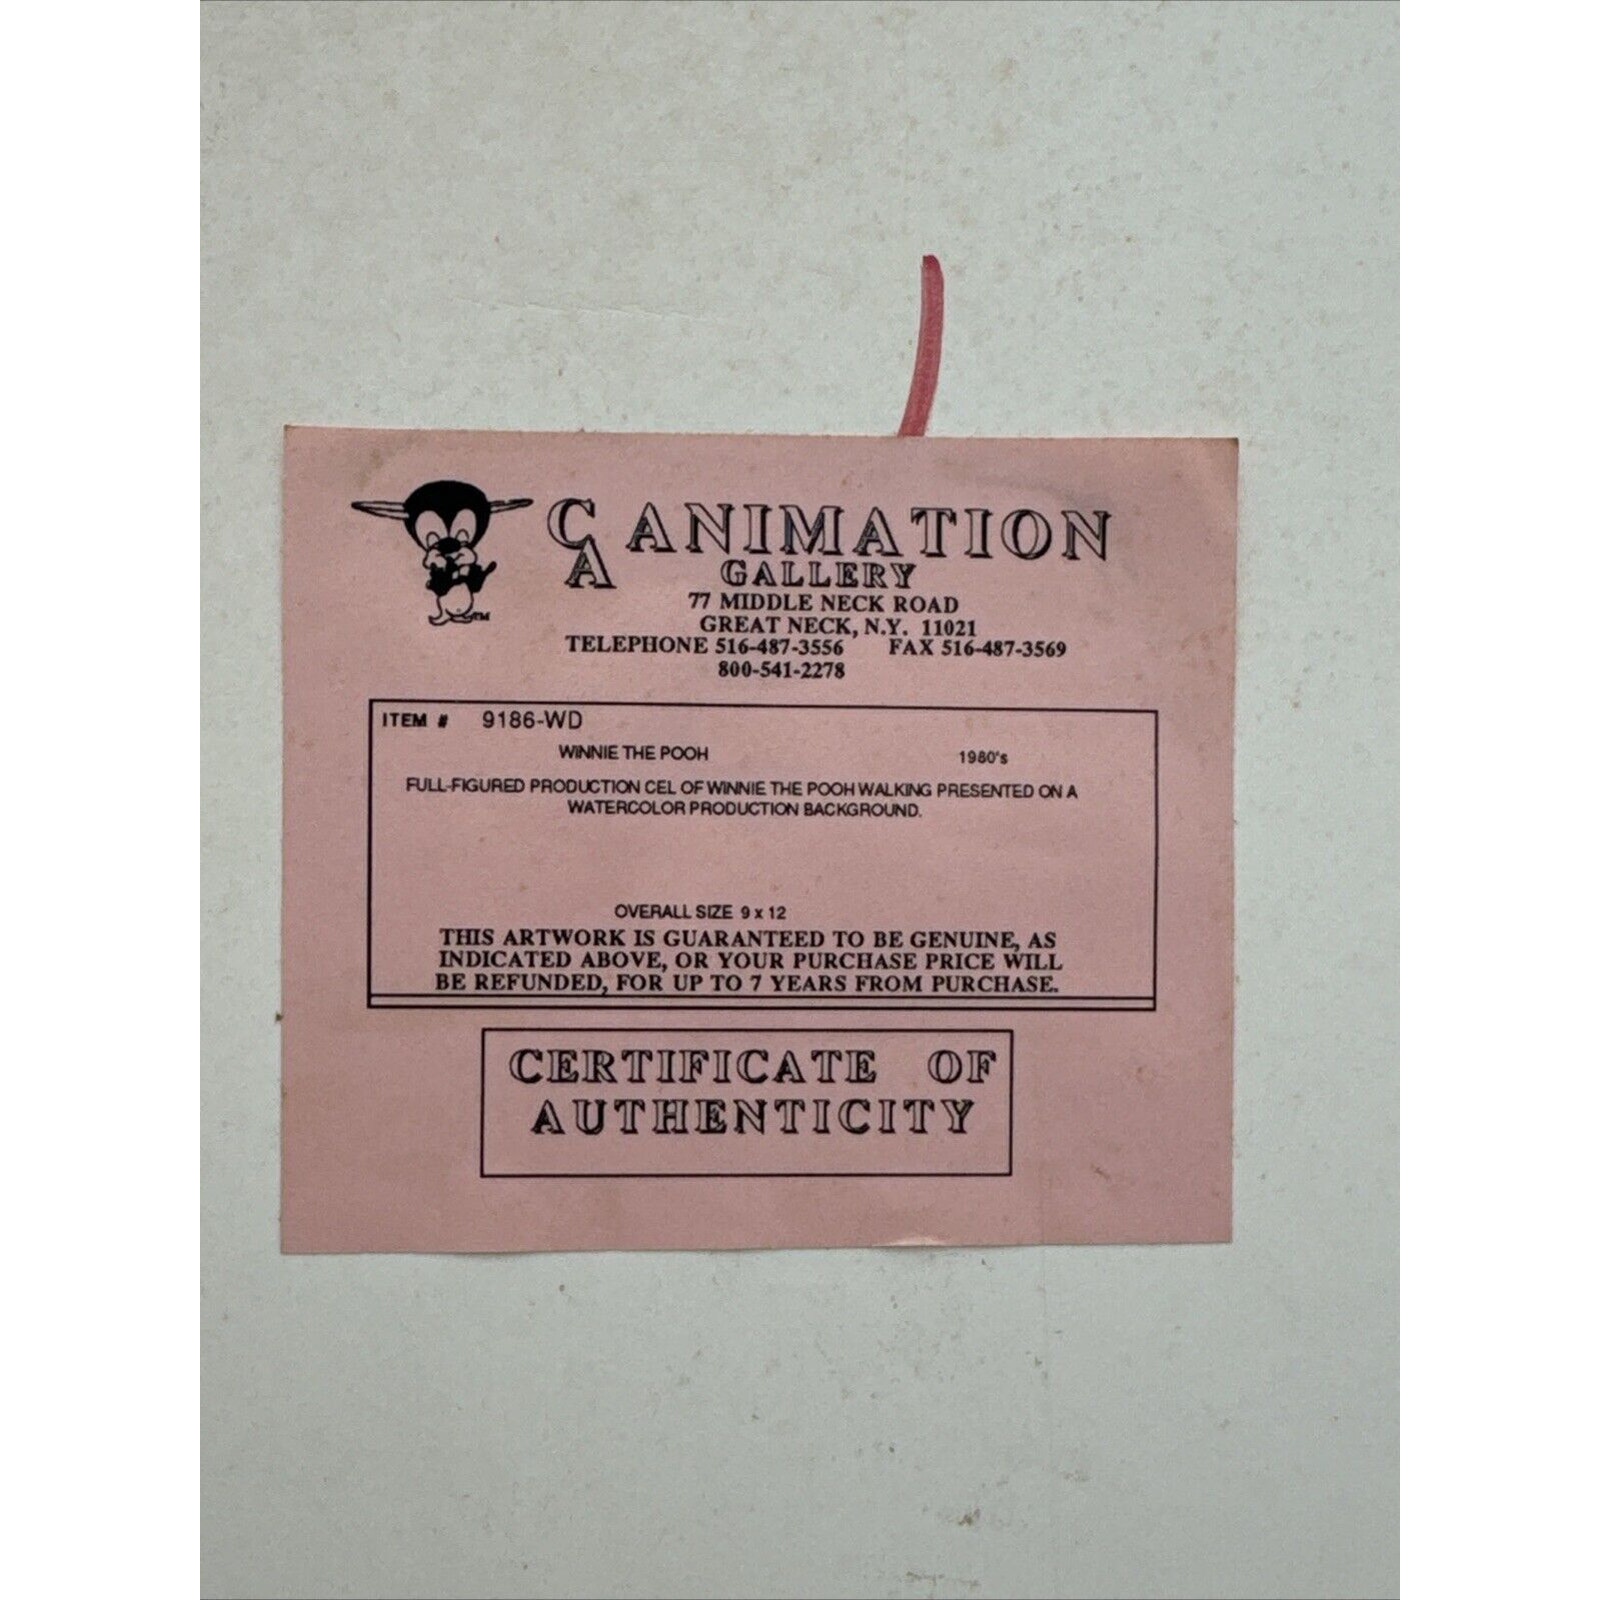 CA ANIMATION
GALLERY
77 MIDDLE NECK ROAD
GREAT NECK, N.Y. 11021
TELEPHONE 516-487-3556 FAX 516-487-3569
800-541-2278
TM
ITEM # 9186-WD
WINNIE THE POOH 1980's
FULL-FIGURED PRODUCTION CEL OF WINNIE THE POOH WALKING PRESENTED ON A
WATERCOLOR PRODUCTION BACKGROUND.
OVERALL SIZE 9 x 12
THIS ARTWORK IS GUARANTEED TO BE GENUINE, AS
INDICATED ABOVE, OR YOUR PURCHASE PRICE WILL
BE REFUNDED, FOR UP TO 7 YEARS FROM PURCHASE.
CERTIFICATE OF
AUTHENTICITY